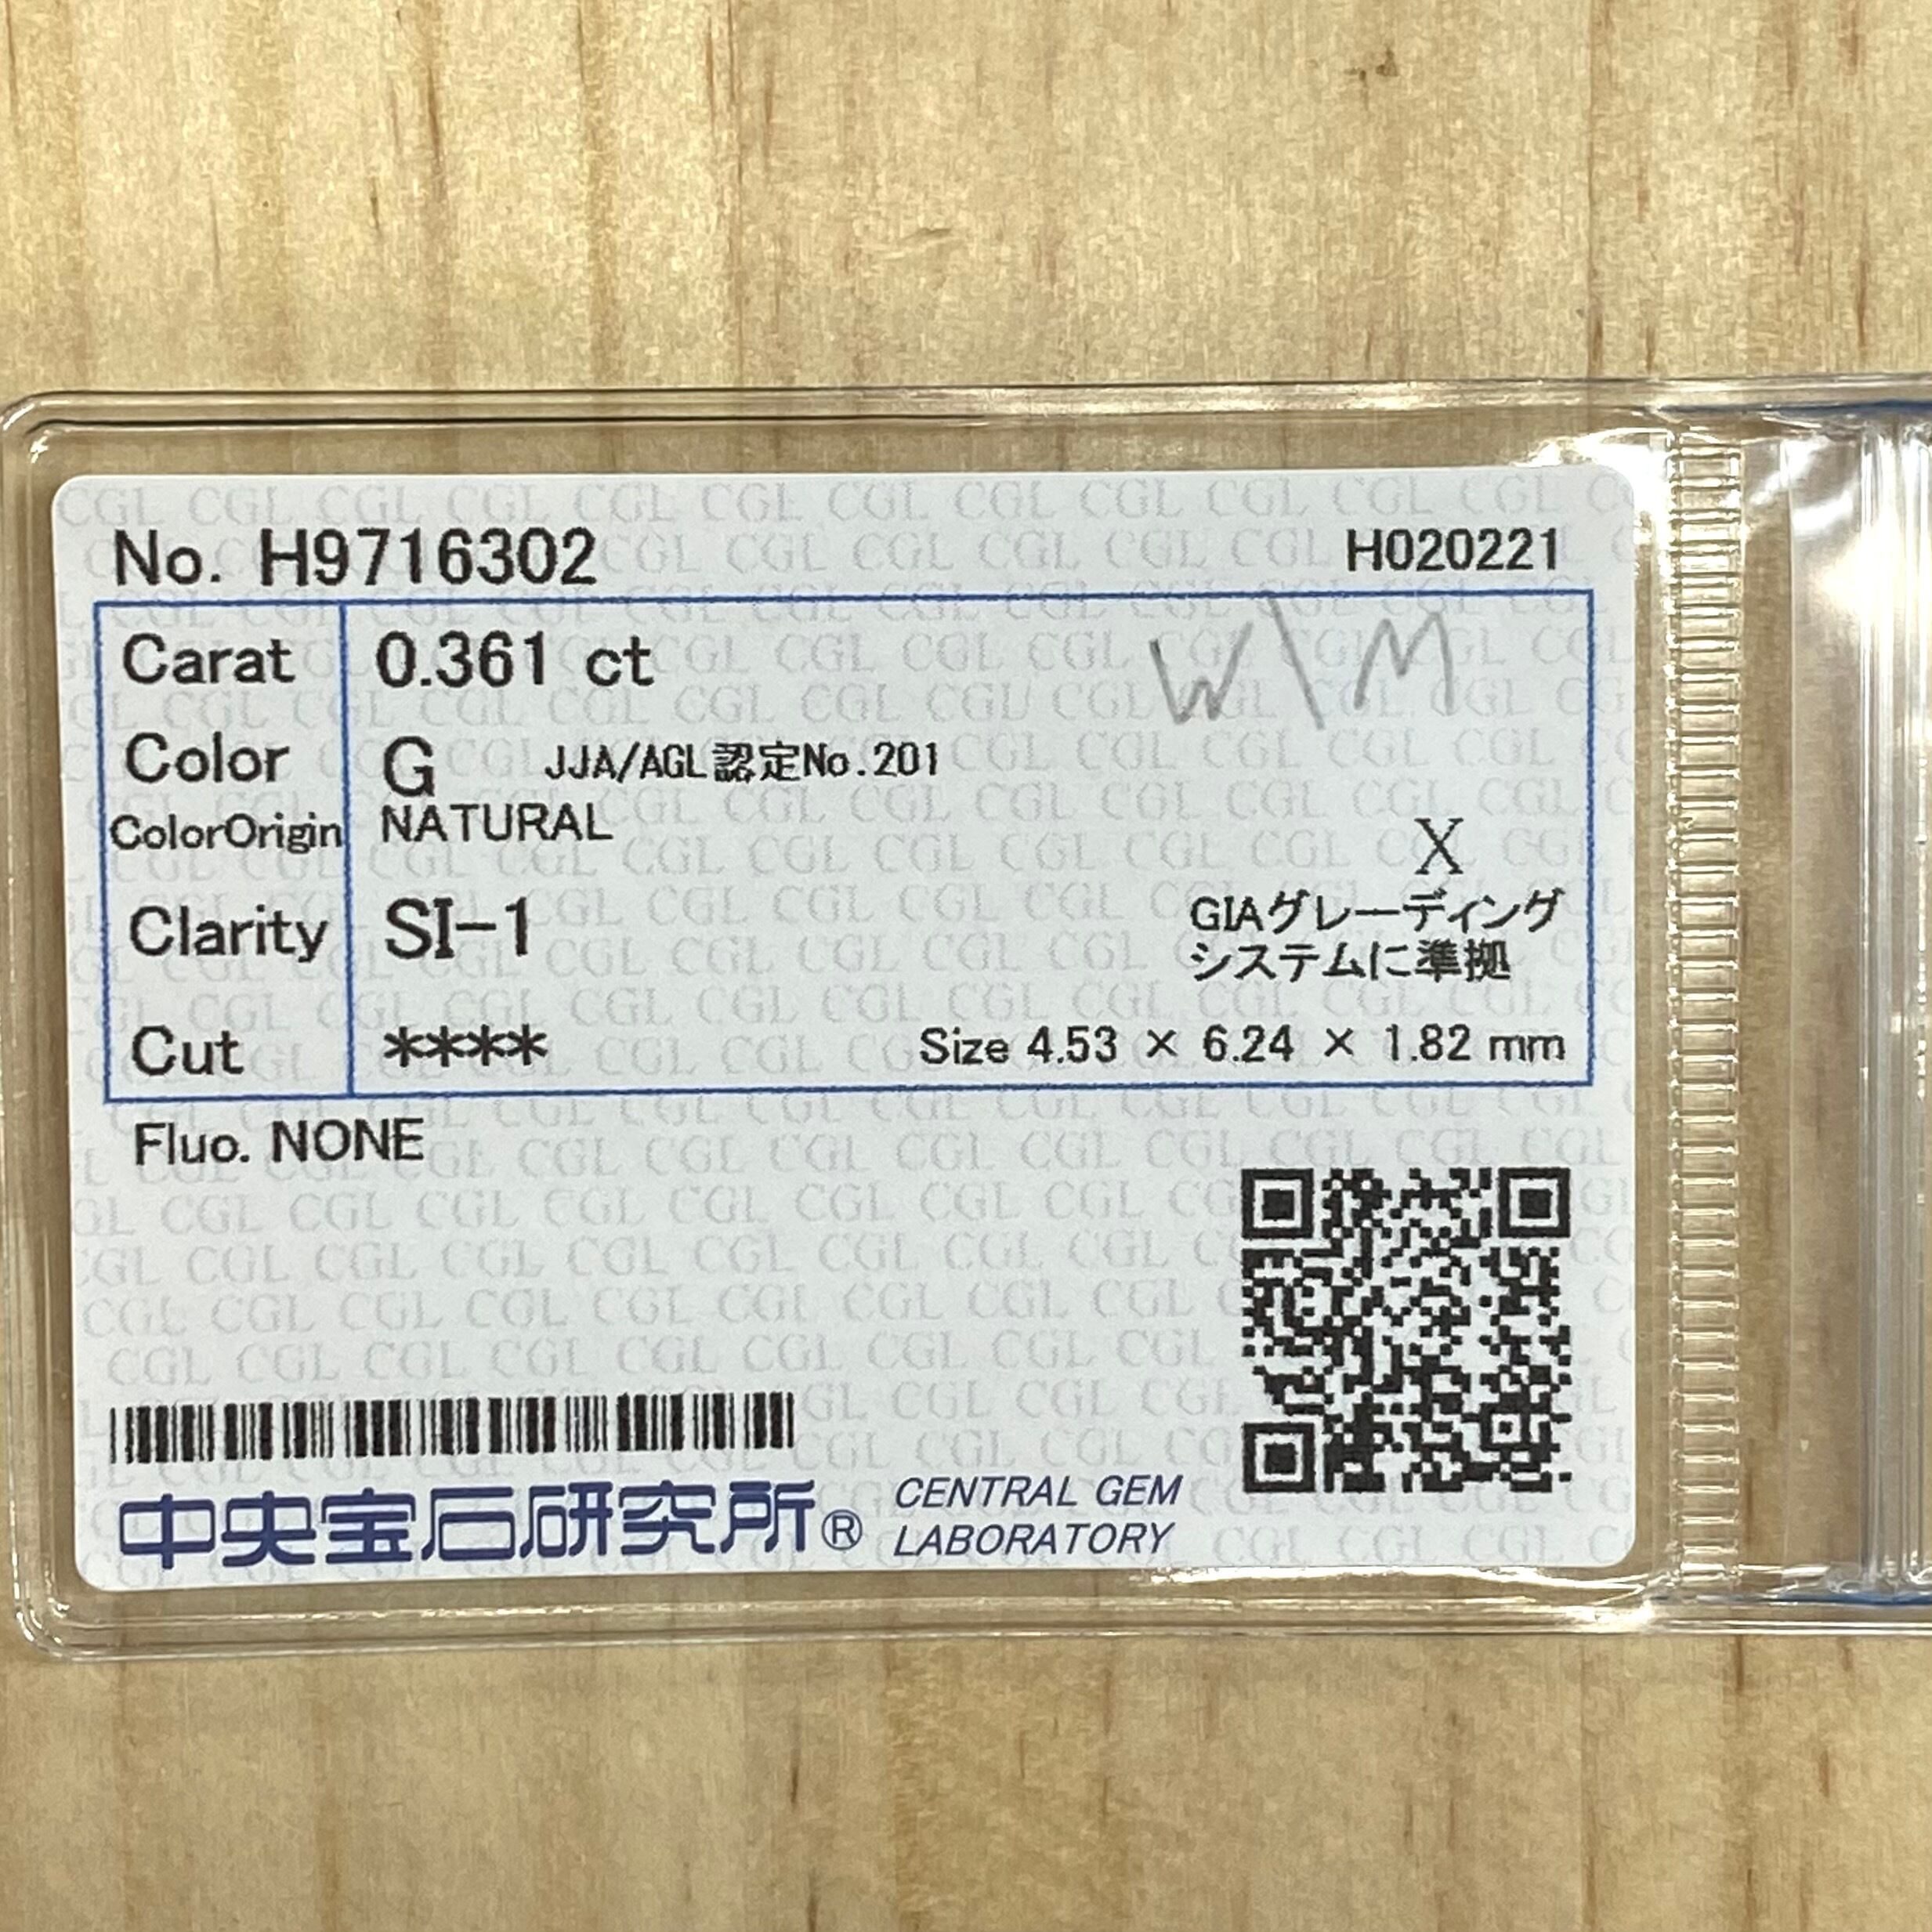 No. H9716302 H020221
W\M
Carat 0.361 ct
Color G JJA/AGL認定No.201
ColorOrigin NATURAL
X
Clarity SI-1 GIAグレーディング
システムに準拠
Cut **** Size 4.53 × 6.24 × 1.82 mm
Fluo. NONE
中央宝石研究所® CENTRAL GEM
LABORATORY